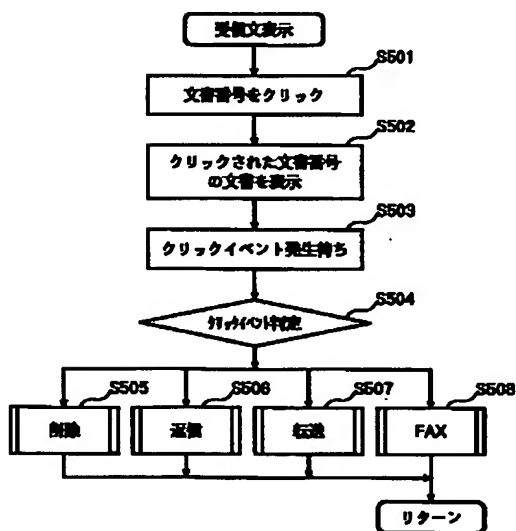 受信文表示
S501
文書番号をクリック
S502
クリックされた文書番号
の文書を表示
S503
クリックイベント発生待ち
S504
クリックイベント判定
S505
S506
S507
S508
削除
返信
転送
FAX
リターン